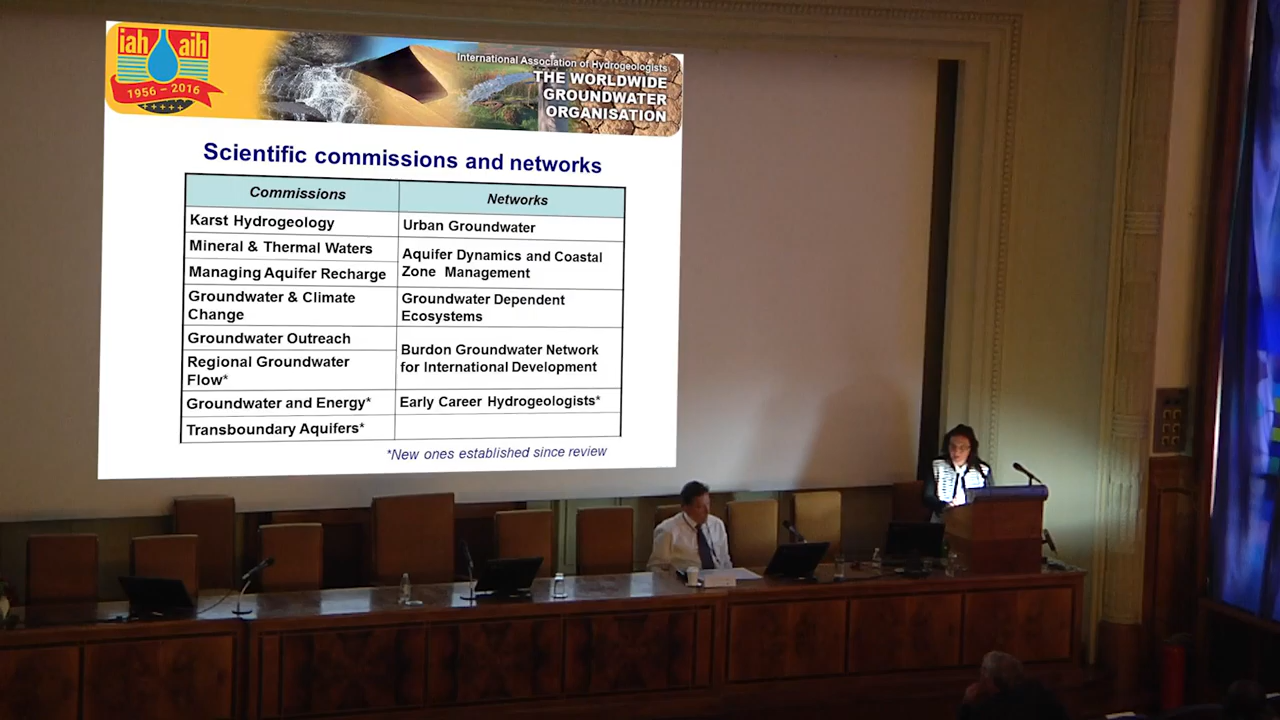 iah aih
1956 – 2016
International Association of Hydrogeologists
THE WORLDWIDE
GROUNDWATER
ORGANISATION
Scientific commissions and networks
Commissions
Networks
Karst Hydrogeology
Urban Groundwater
Mineral & Thermal Waters
Aquifer Dynamics and Coastal
Zone Management
Managing Aquifer Recharge
Groundwater & Climate
Change
Groundwater Dependent
Ecosystems
Groundwater Outreach
Burdon Groundwater Network
for International Development
Regional Groundwater
Flow*
Groundwater and Energy*
Early Career Hydrogeologists*
Transboundary Aquifers*
*New ones established since review